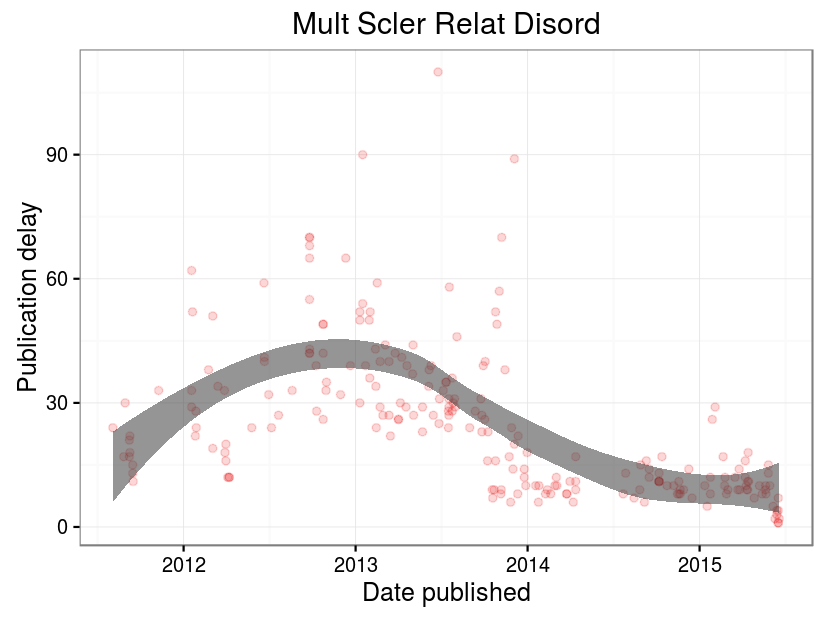 Mult Scler Relat Disord
Publication delay
90
60
30
0
2012 2013 2014 2015
Date published